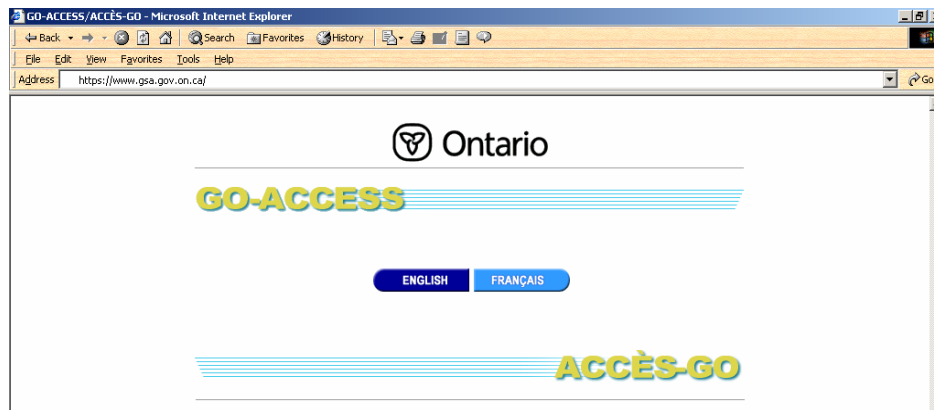 GO-ACCESS/ACCÈS-GO - Microsoft Internet Explorer
Back Search Favorites History
File Edit View Favorites Tools Help
Address https://www.gsa.gov.on.ca/ Go
Ontario
GO-ACCESS
ENGLISH FRANÇAIS
ACCÈS-GO